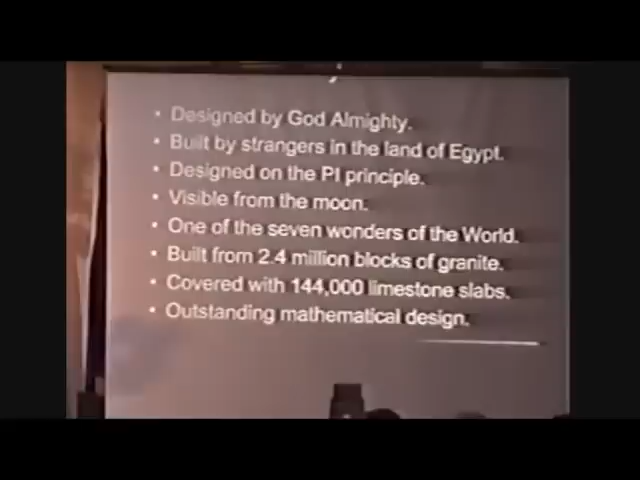 • Designed by God Almighty.
• Built by strangers in the land of Egypt.
• Designed on the PI principle.
• Visible from the moon.
• One of the seven wonders of the World.
• Built from 2.4 million blocks of granite.
• Covered with 144,000 limestone slabs.
• Outstanding mathematical design.